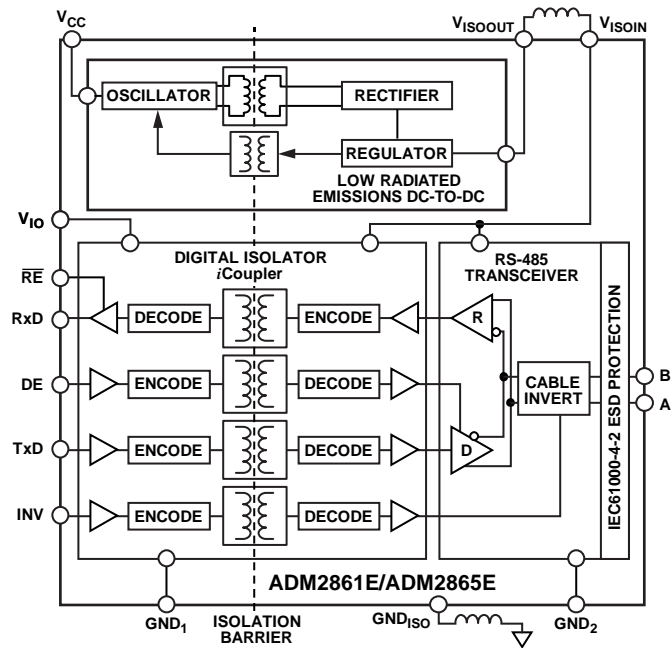 VCC
VISOOUT
VISOIN
OSCILLATOR
RECTIFIER
REGULATOR
LOW RADIATED
EMISSIONS DC-TO-DC
VIO
DIGITAL ISOLATOR
iCoupler
RS-485
TRANSCEIVER
RE
RxD
DECODE
ENCODE
R
DE
ENCODE
DECODE
CABLE
INVERT
B
A
IEC61000-4-2 ESD PROTECTION
TxD
ENCODE
DECODE
D
INV
ENCODE
DECODE
ADM2861E/ADM2865E
GND1
ISOLATION
BARRIER
GNDISO
GND2